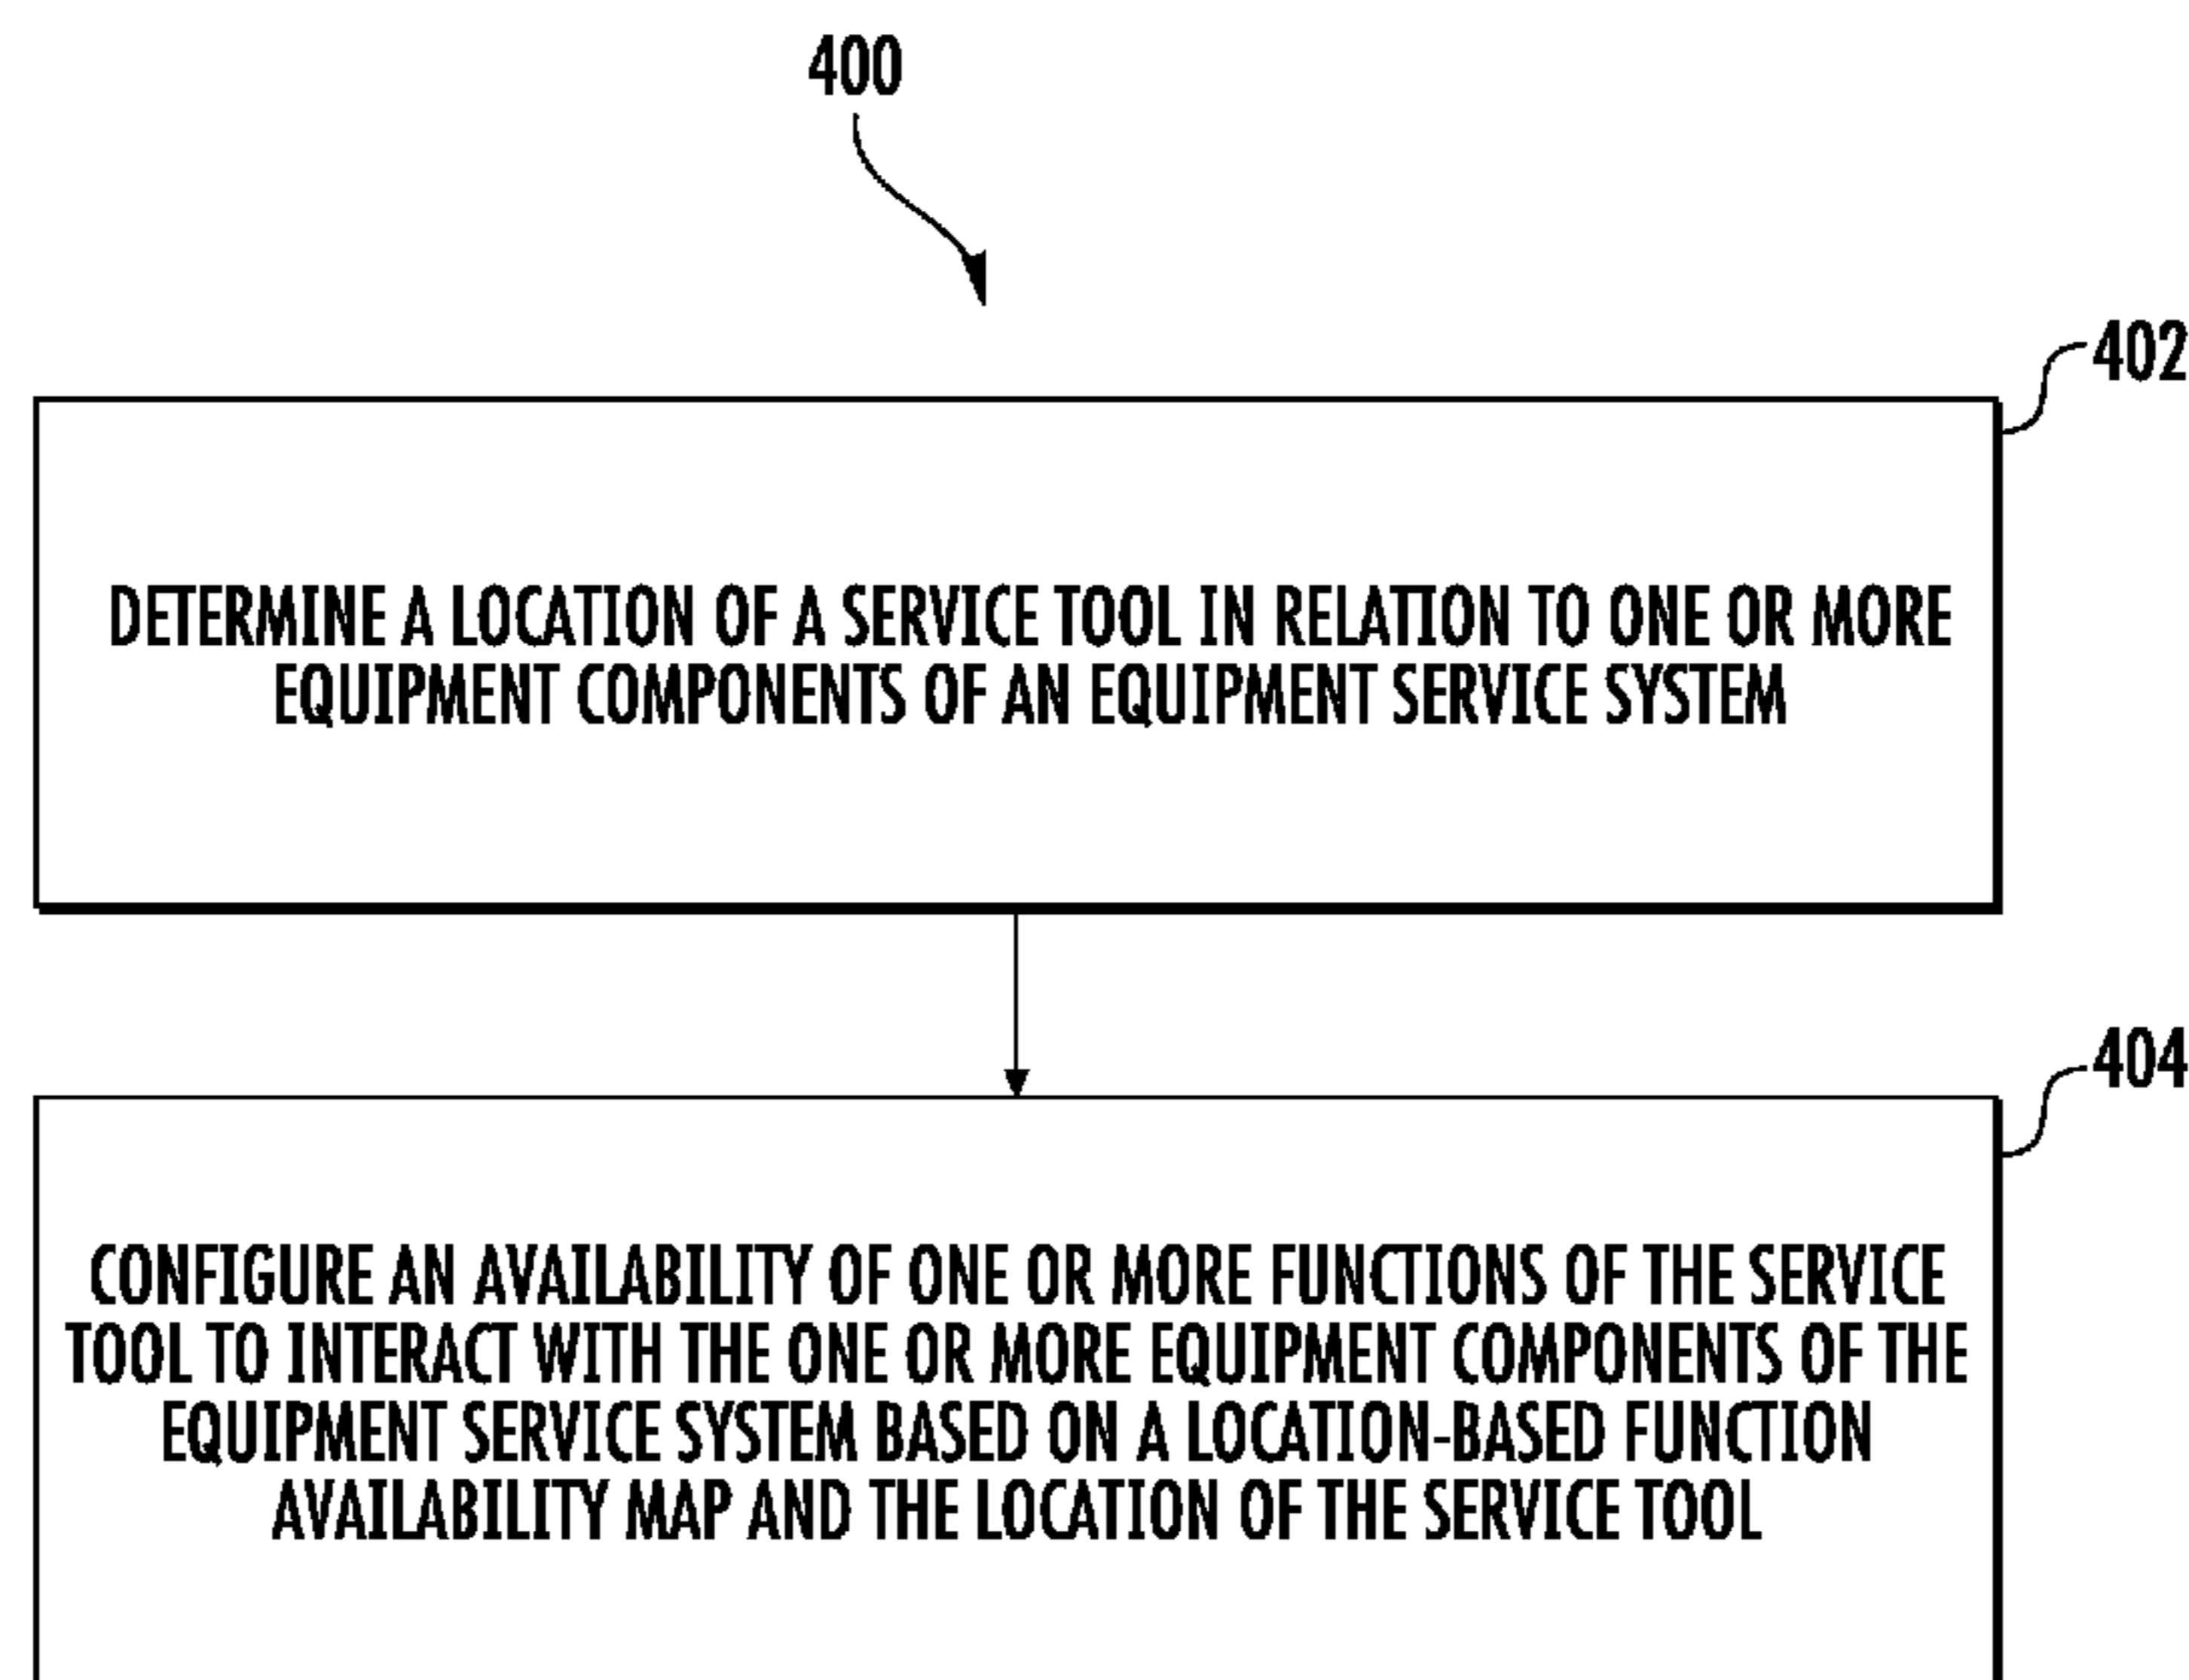 400
402
DETERMINE A LOCATION OF A SERVICE TOOL IN RELATION TO ONE OR MORE
EQUIPMENT COMPONENTS OF AN EQUIPMENT SERVICE SYSTEM
404
CONFIGURE AN AVAILABILITY OF ONE OR MORE FUNCTIONS OF THE SERVICE
TOOL TO INTERACT WITH THE ONE OR MORE EQUIPMENT COMPONENTS OF THE
EQUIPMENT SERVICE SYSTEM BASED ON A LOCATION-BASED FUNCTION
AVAILABILITY MAP AND THE LOCATION OF THE SERVICE TOOL